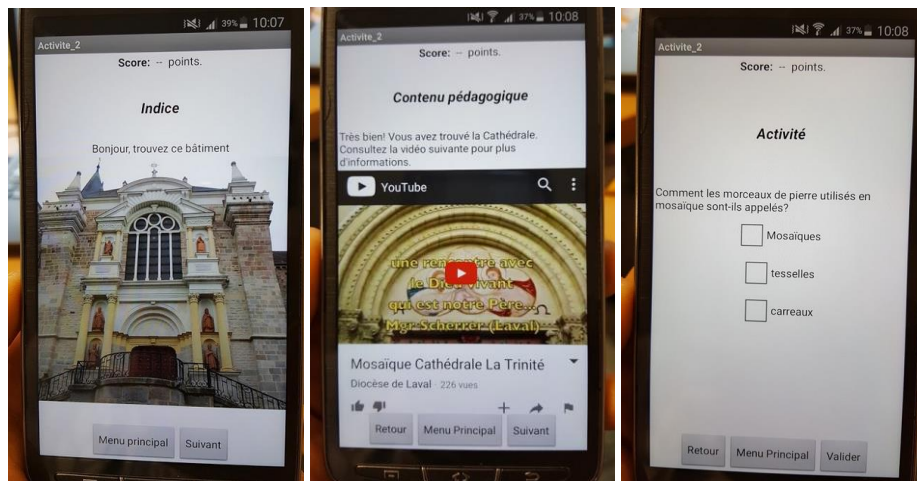 39% 10:07
Activite_2
Score: -- points.
Indice
Bonjour, trouvez ce bâtiment
Menu principal
Suivant
37% 10:08
Activite_2
Score: -- points.
Contenu pédagogique
Très bien! Vous avez trouvé la Cathédrale.
Consultez la vidéo suivante pour plus
d'informations.
YouTube
une rencontre avec
le Dieu vivant
qui est notre Père...
Mgr Scherrer (Laval)
Mosaïque Cathédrale La Trinité
Diocèse de Laval · 226 vues
Retour
Menu Principal
Suivant
37% 10:08
Activite_2
Score: -- points.
Activité
Comment les morceaux de pierre utilisés en
mosaïque sont-ils appelés?
Mosaïques
tesselles
carreaux
Retour
Menu Principal
Valider